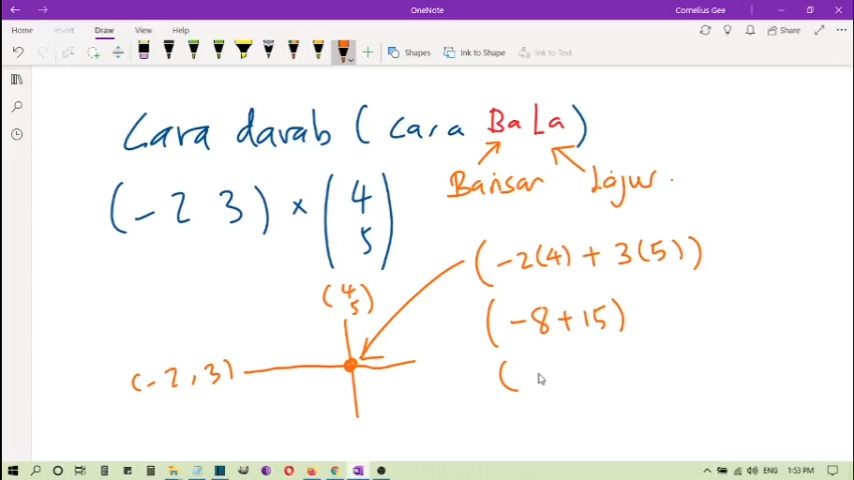 OneNote
Cornelius Gee
Home Insert Draw View Help
Share
Shapes Ink to Shape Ink to Text
Cara darab ( cara BaLa)
Baisar Lajur.
(-2 3) × (4
5)
(-2(4) + 3(5))
(4
5)
(-8+15)
(-2, 3)
(
ENG 1:53 PM